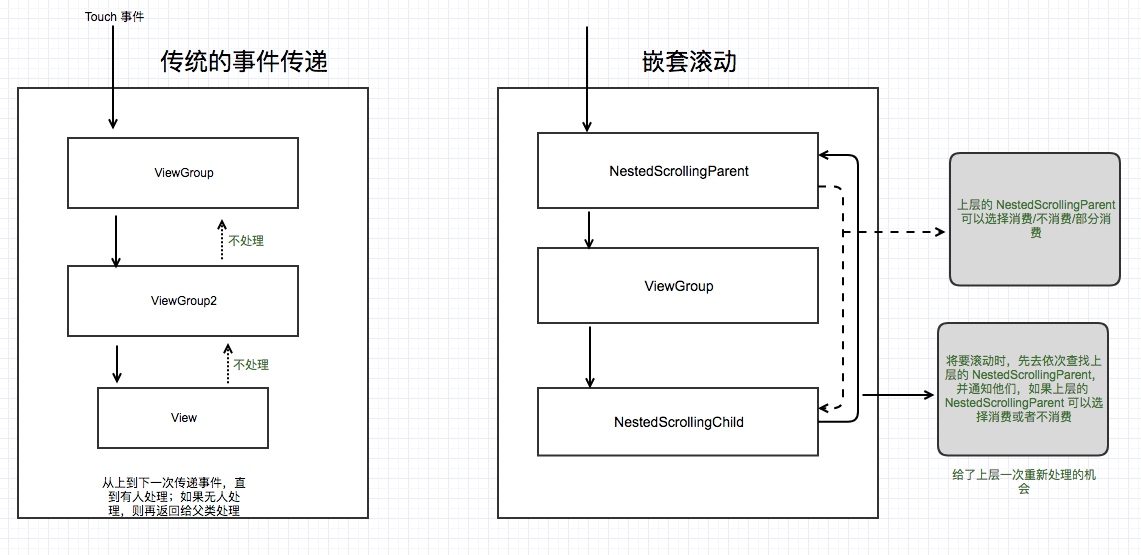 Touch 事件
传统的事件传递
ViewGroup
不处理
ViewGroup2
不处理
View
从上到下一次传递事件，直
到有人处理；如果无人处
理，则再返回给父类处理
嵌套滚动
NestedScrollingParent
ViewGroup
NestedScrollingChild
上层的 NestedScrollingParent
可以选择消费/不消费/部分消
费
将要滚动时，先去依次查找上
层的 NestedScrollingParent，
并通知他们，如果上层的
NestedScrollingParent 可以选
择消费或者不消费
给了上层一次重新处理的机
会